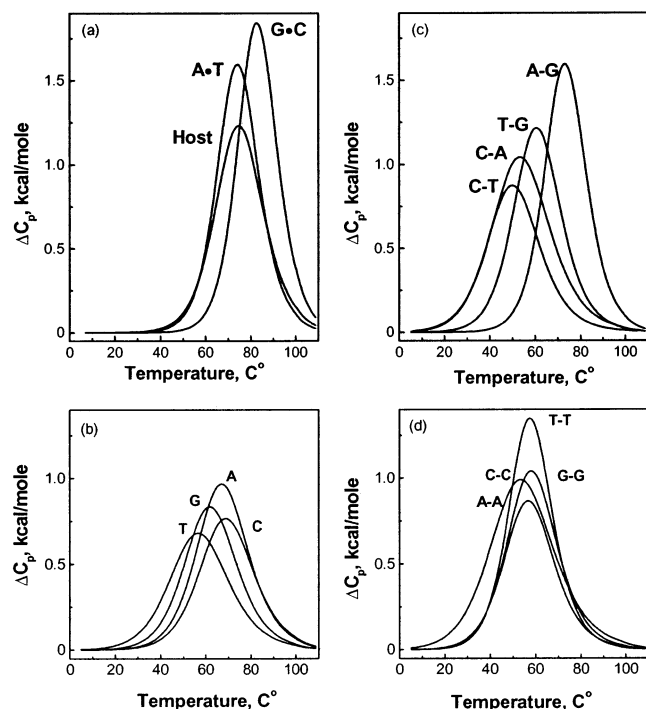 (a)
G•C
A•T
Host
1.5
1.0
0.5
0
ΔCp, kcal/mole
0 20 40 60 80 100
Temperature, C°
(c)
A-G
T-G
C-A
C-T
1.5
1.0
0.5
0
ΔCp, kcal/mole
0 20 40 60 80 100
Temperature, C°
(b)
A
G
T
C
1.0
0.5
0
ΔCp, kcal/mole
0 20 40 60 80 100
Temperature, C°
(d)
T-T
C-C
G-G
A-A
1.0
0.5
0
ΔCp, kcal/mole
0 20 40 60 80 100
Temperature, C°